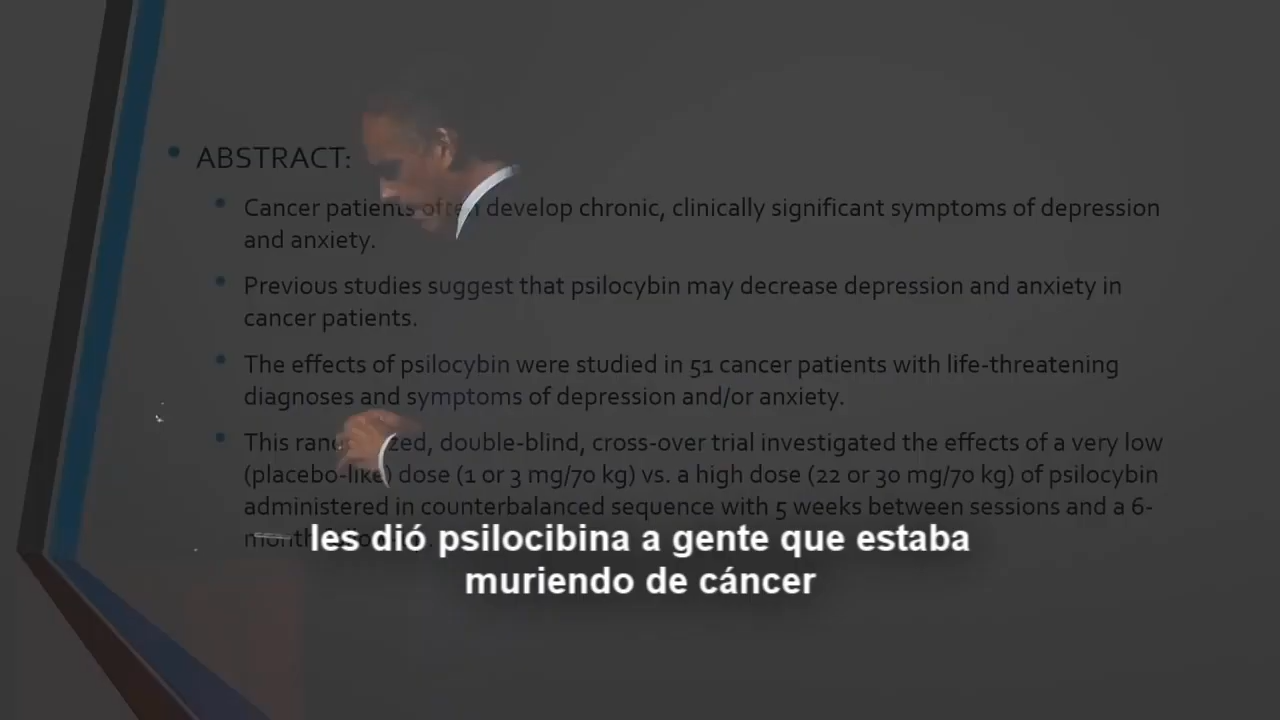 ABSTRACT:
Cancer patients often develop chronic, clinically significant symptoms of depression
and anxiety.
Previous studies suggest that psilocybin may decrease depression and anxiety in
cancer patients.
The effects of psilocybin were studied in 51 cancer patients with life-threatening
diagnoses and symptoms of depression and/or anxiety.
This randomized, double-blind, cross-over trial investigated the effects of a very low
(placebo-like) dose (1 or 3 mg/70 kg) vs. a high dose (22 or 30 mg/70 kg) of psilocybin
administered in counterbalanced sequence with 5 weeks between sessions and a 6-
month
les dió psilocibina a gente que estaba
muriendo de cáncer